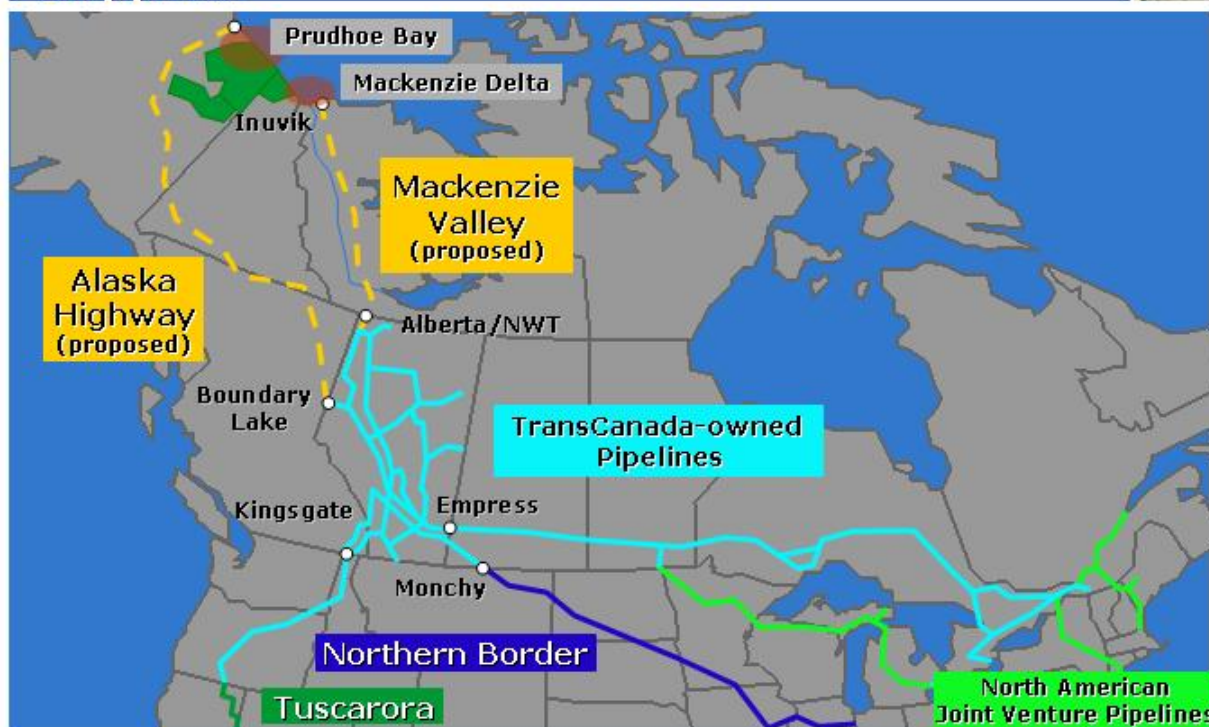 Prudhoe Bay
Mackenzie Delta
Inuvik
Mackenzie
Valley
(proposed)
Alaska
Highway
(proposed)
Alberta/NWT
Boundary
Lake
TransCanada-owned
Pipelines
Kingsgate
Empress
Monchy
Northern Border
Tuscarora
North American
Joint Venture Pipelines